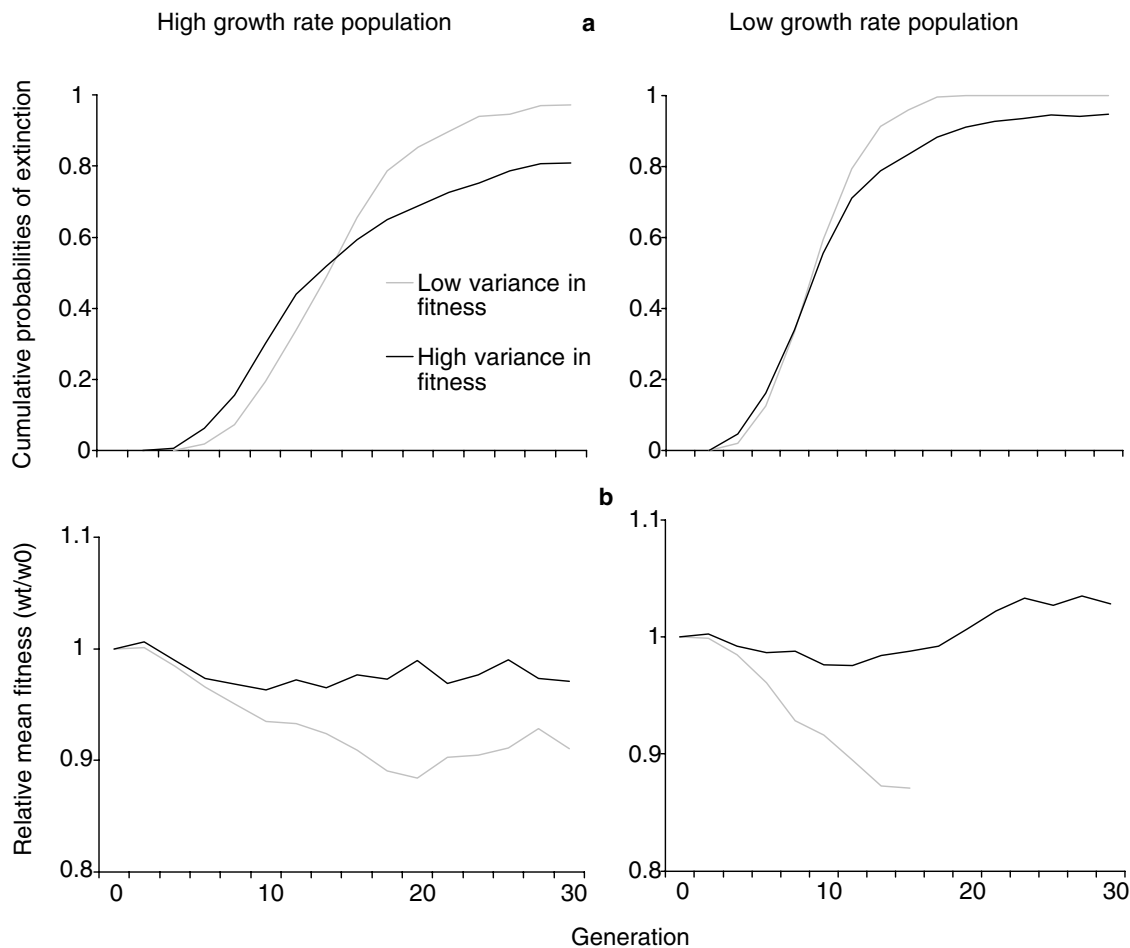 High growth rate population
a
Low growth rate population
Cumulative probabilities of extinction
1
0.8
0.6
0.4
0.2
0
Low variance in
fitness
High variance in
fitness
1
0.8
0.6
0.4
0.2
0
b
Relative mean fitness (wt/w0)
1.1
1
0.9
0.8
0
10
20
30
1.1
1
0.9
0.8
0
10
20
30
Generation